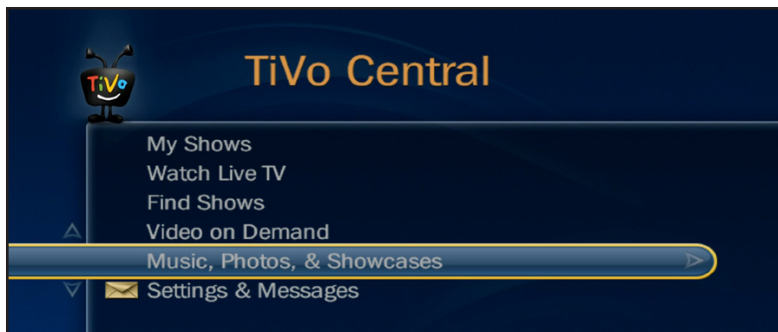 TiVo
TiVo Central
My Shows
Watch Live TV
Find Shows
Video on Demand
Music, Photos, & Showcases
Settings & Messages